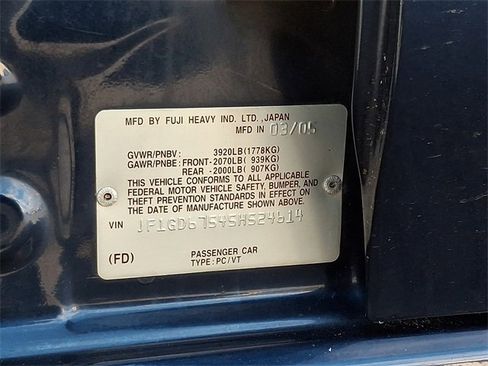 MFD BY FUJI HEAVY IND. LTD.,JAPAN
MFD IN 03/05
GVWR/PNBV : 3920LB(1778KG)
GAWR/PNBE: FRONT-2070LB( 939KG)
REAR -2000LB( 907KG)
THIS VEHICLE CONFORMS TO ALL APPLICABLE
FEDERAL MOTOR VEHICLE SAFETY, BUMPER, AND
THEFT PREVENTION STANDARDS IN EFFECT ON
THE DATE OF MANUFACTURE SHOWN ABOVE.
VIN JF1GD67545H524614
(FD)
PASSENGER CAR
TYPE: PC/VT